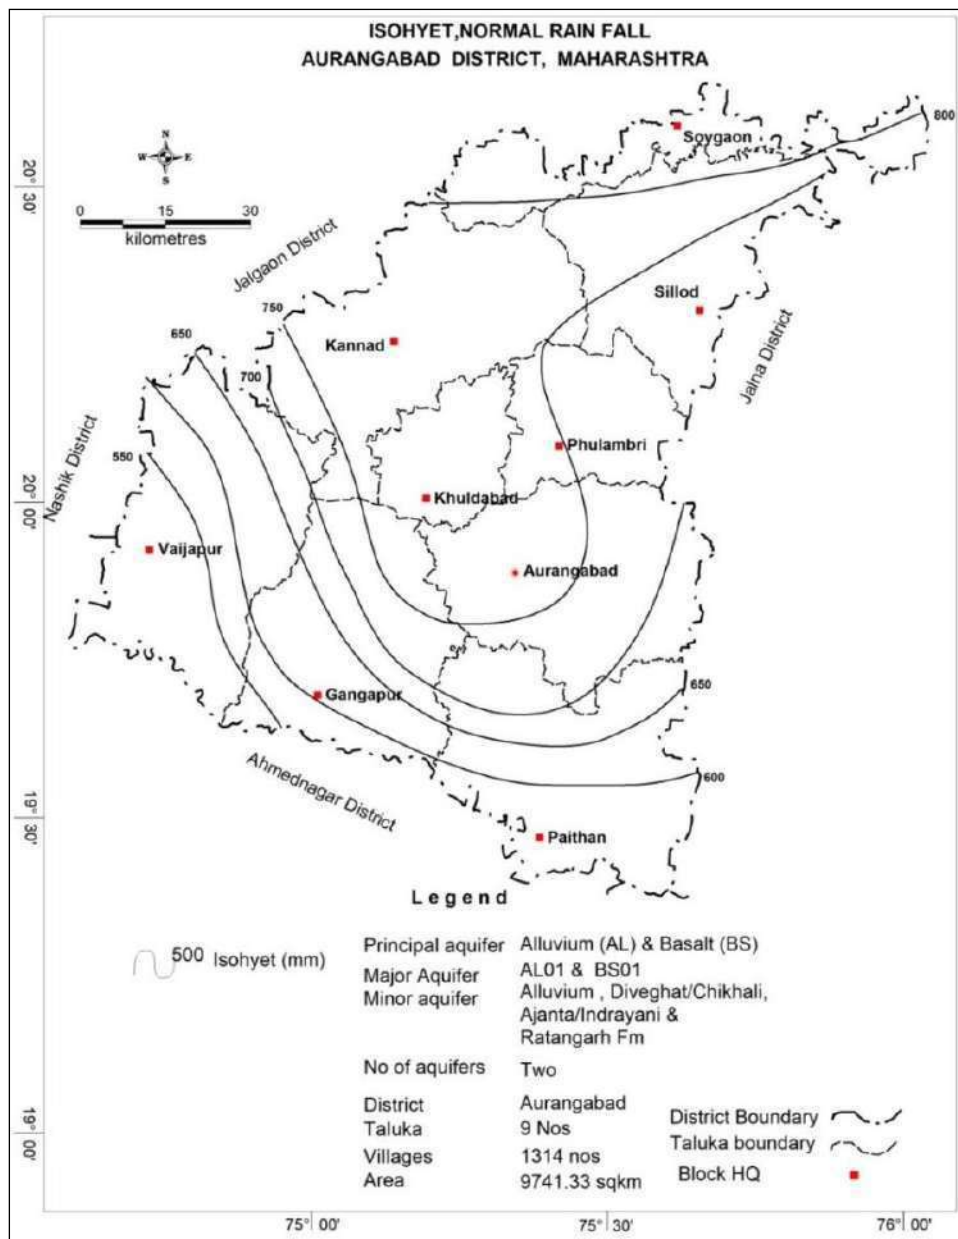 ISOHYET,NORMAL RAIN FALL
AURANGABAD DISTRICT, MAHARASHTRA
800
Soygaon
N
W E
S
20° 30'
0 15 30
kilometres
Jalgaon District
Sillod
750
650
Kannad
Jalna District
700
Nashik District
550
Phulambri
20° 00'
Khuldabad
Vaijapur
Aurangabad
650
Gangapur
600
Ahmednagar District
19° 30'
Paithan
Legend
500 Isohyet (mm)
Principal aquifer Alluvium (AL) & Basalt (BS)
Major Aquifer AL01 & BS01
Minor aquifer Alluvium , Diveghat/Chikhali,
Ajanta/Indrayani &
Ratangarh Fm
No of aquifers Two
District Aurangabad
Taluka 9 Nos
Villages 1314 nos
Area 9741.33 sqkm
District Boundary
Taluka boundary
Block HQ
19° 00'
75° 00' 75° 30' 76° 00'